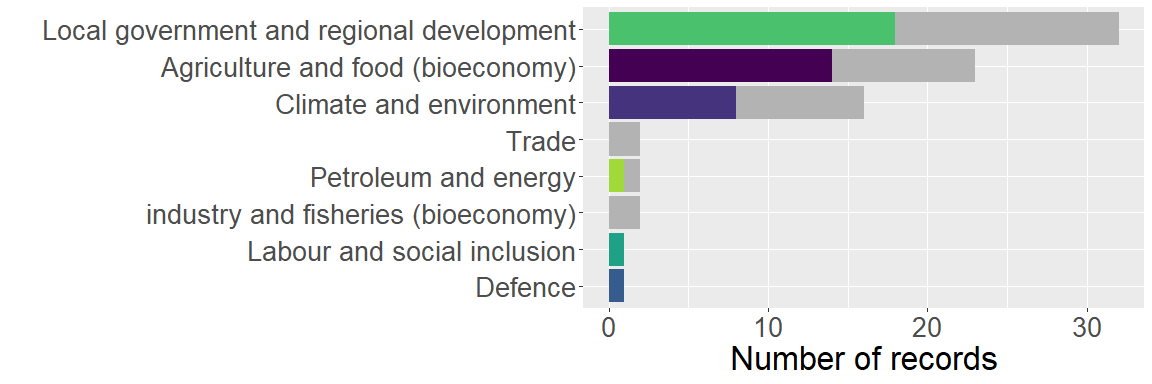 Local government and regional development
Agriculture and food (bioeconomy)
Climate and environment
Trade
Petroleum and energy
industry and fisheries (bioeconomy)
Labour and social inclusion
Defence
0 10 20 30
Number of records